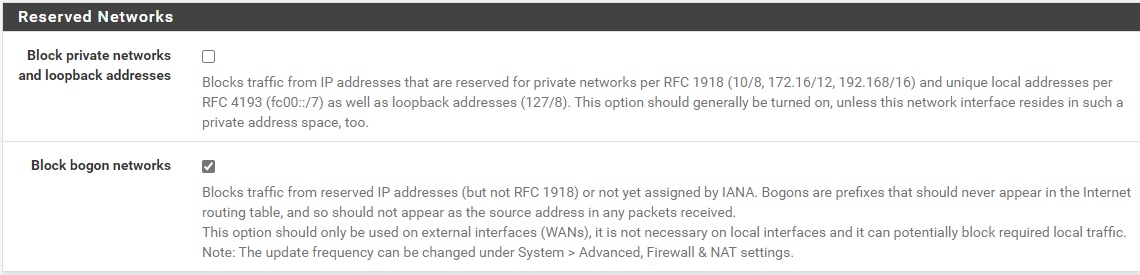 Reserved Networks
Block private networks
and loopback addresses
Blocks traffic from IP addresses that are reserved for private networks per RFC 1918 (10/8, 172.16/12, 192.168/16) and unique local addresses per
RFC 4193 (fc00::/7) as well as loopback addresses (127/8). This option should generally be turned on, unless this network interface resides in such a
private address space, too.
Block bogon networks
Blocks traffic from reserved IP addresses (but not RFC 1918) or not yet assigned by IANA. Bogons are prefixes that should never appear in the Internet
routing table, and so should not appear as the source address in any packets received.
This option should only be used on external interfaces (WANs), it is not necessary on local interfaces and it can potentially block required local traffic.
Note: The update frequency can be changed under System > Advanced, Firewall & NAT settings.